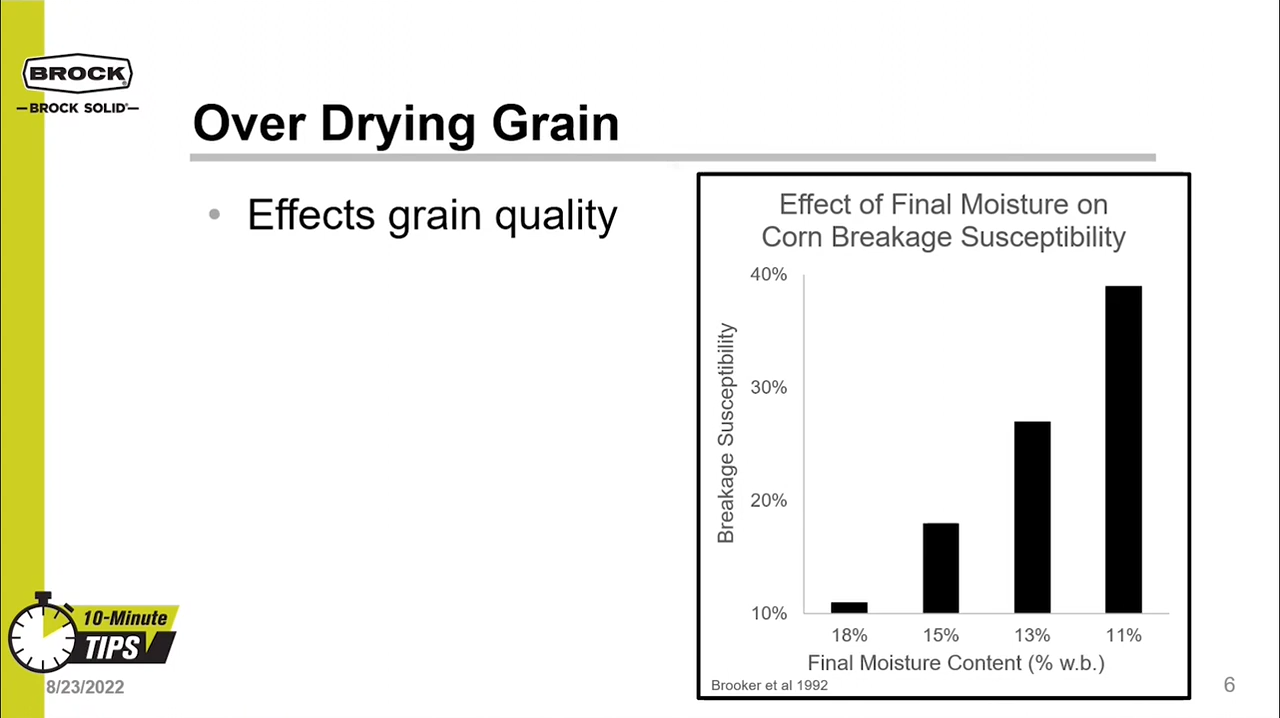 BROCK
BROCK SOLID
Over Drying Grain
• Effects grain quality
Effect of Final Moisture on
Corn Breakage Susceptibility
Breakage Susceptibility
40%
30%
20%
10%
18% 15% 13% 11%
Final Moisture Content (% w.b.)
Brooker et al 1992
10-Minute
TIPS
8/23/2022
6